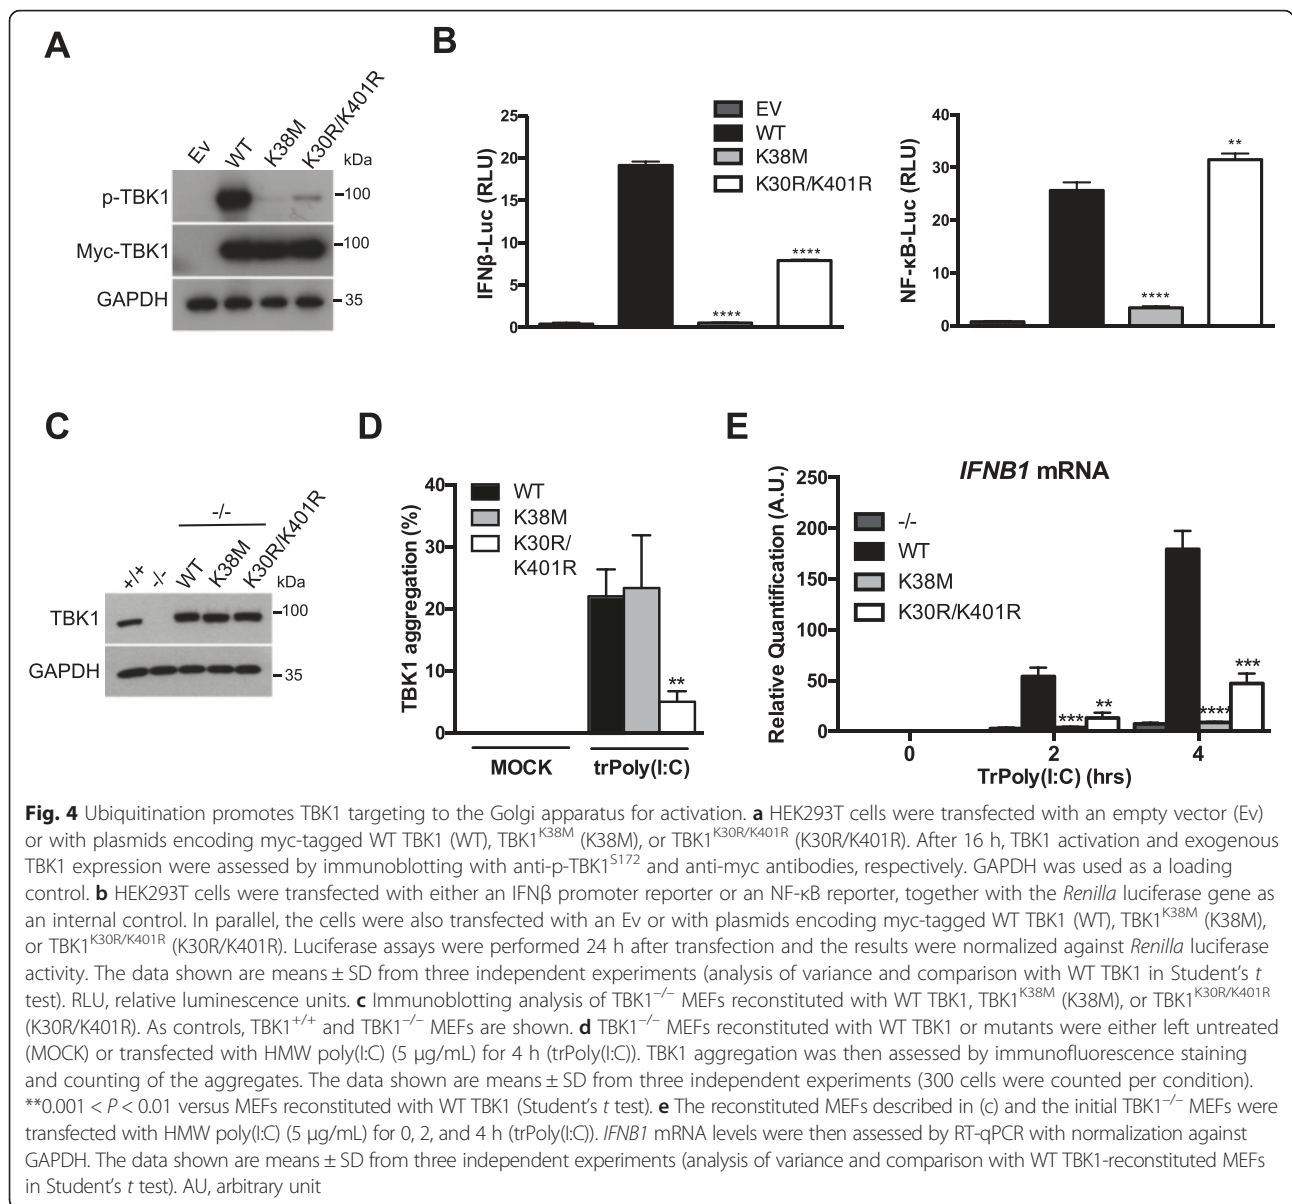 A
Ev
WT
K38M
K30R/K401R
kDa
p-TBK1
100
Myc-TBK1
100
GAPDH
35
B
IFNβ-Luc (RLU)
25
20
15
10
5
0
****
****
EV
WT
K38M
K30R/K401R
NF-κB-Luc (RLU)
40
30
20
10
0
****
**
C
-/-
+/+
-/-
WT
K38M
K30R/K401R
kDa
TBK1
100
GAPDH
35
D
TBK1 aggregation (%)
40
30
20
10
0
WT
K38M
K30R/
K401R
**
MOCK
trPoly(I:C)
E
IFNB1 mRNA
Relative Quantification (A.U.)
250
200
150
100
50
0
-/-
WT
K38M
K30R/K401R
***
**
****
***
0
2
4
TrPoly(I:C) (hrs)
Fig. 4 Ubiquitination promotes TBK1 targeting to the Golgi apparatus for activation. a HEK293T cells were transfected with an empty vector (Ev)
or with plasmids encoding myc-tagged WT TBK1 (WT), TBK1K38M (K38M), or TBK1K30R/K401R (K30R/K401R). After 16 h, TBK1 activation and exogenous
TBK1 expression were assessed by immunoblotting with anti-p-TBK1S172 and anti-myc antibodies, respectively. GAPDH was used as a loading
control. b HEK293T cells were transfected with either an IFNβ promoter reporter or an NF-κB reporter, together with the Renilla luciferase gene as
an internal control. In parallel, the cells were also transfected with an Ev or with plasmids encoding myc-tagged WT TBK1 (WT), TBK1K38M (K38M),
or TBK1K30R/K401R (K30R/K401R). Luciferase assays were performed 24 h after transfection and the results were normalized against Renilla luciferase
activity. The data shown are means ± SD from three independent experiments (analysis of variance and comparison with WT TBK1 in Student's t
test). RLU, relative luminescence units. c Immunoblotting analysis of TBK1−/− MEFs reconstituted with WT TBK1, TBK1K38M (K38M), or TBK1K30R/K401R
(K30R/K401R). As controls, TBK1+/+ and TBK1−/− MEFs are shown. d TBK1−/− MEFs reconstituted with WT TBK1 or mutants were either left untreated
(MOCK) or transfected with HMW poly(I:C) (5 μg/mL) for 4 h (trPoly(I:C)). TBK1 aggregation was then assessed by immunofluorescence staining
and counting of the aggregates. The data shown are means ± SD from three independent experiments (300 cells were counted per condition).
**0.001 < P < 0.01 versus MEFs reconstituted with WT TBK1 (Student's t test). e The reconstituted MEFs described in (c) and the initial TBK1−/− MEFs were
transfected with HMW poly(I:C) (5 μg/mL) for 0, 2, and 4 h (trPoly(I:C)). IFNB1 mRNA levels were then assessed by RT-qPCR with normalization against
GAPDH. The data shown are means ± SD from three independent experiments (analysis of variance and comparison with WT TBK1-reconstituted MEFs
in Student's t test). AU, arbitrary unit